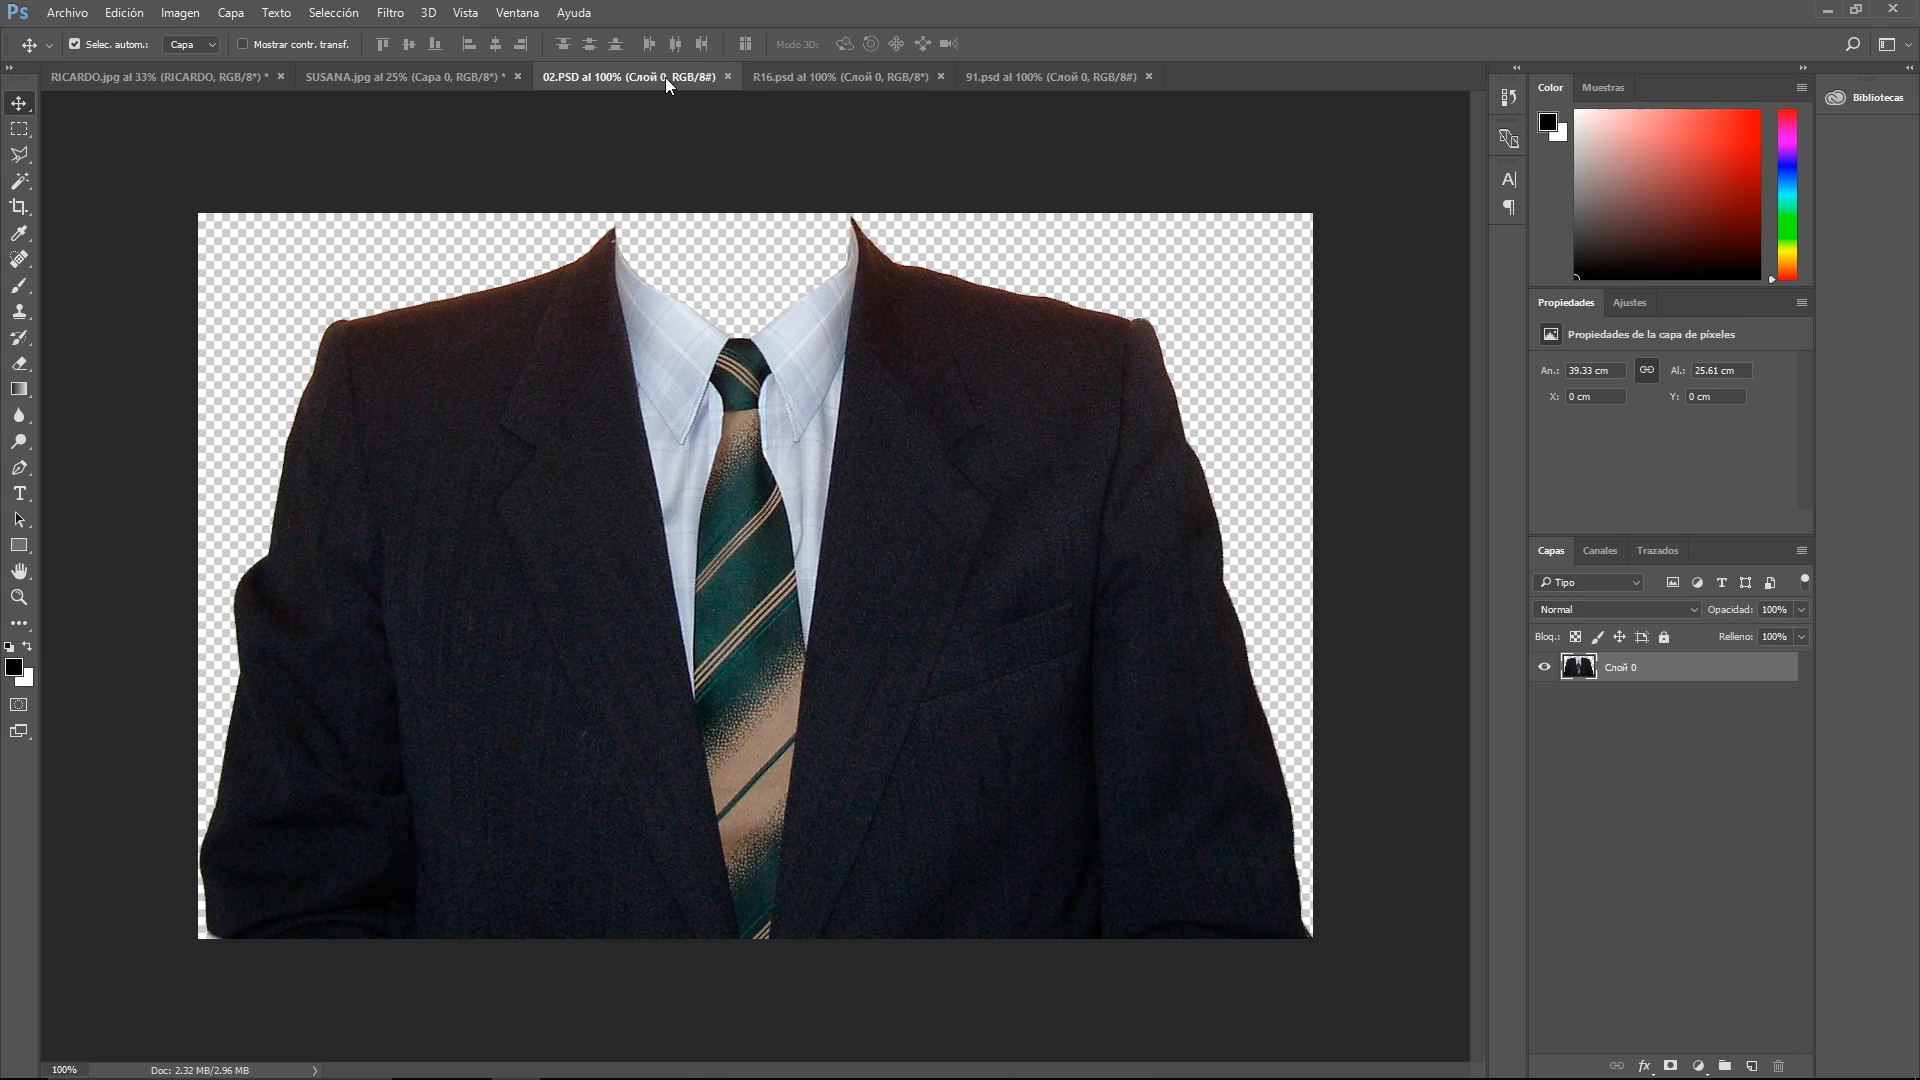 Ps Archivo Edición Imagen Capa Texto Selección Filtro 3D Vista Ventana Ayuda
Selec. autom.: Capa Mostrar contr. transf. Modo 3D:
RICARDO.jpg al 33% (RICARDO, RGB/8*) * × SUSANA.jpg al 25% (Capa 0, RGB/8*) * × 02.PSD al 100% (Слой 0, RGB/8#) × R16.psd al 100% (Слой 0, RGB/8*) × 91.psd al 100% (Слой 0, RGB/8#) ×
Color Muestras
Bibliotecas
Propiedades Ajustes
Propiedades de la capa de píxeles
An.: 39.33 cm Al.: 25.61 cm
X: 0 cm Y: 0 cm
Capas Canales Trazados
Tipo
Normal Opacidad: 100%
Bloq.: Relleno: 100%
Слой 0
fx
100% Doc: 2.32 MB/2.96 MB